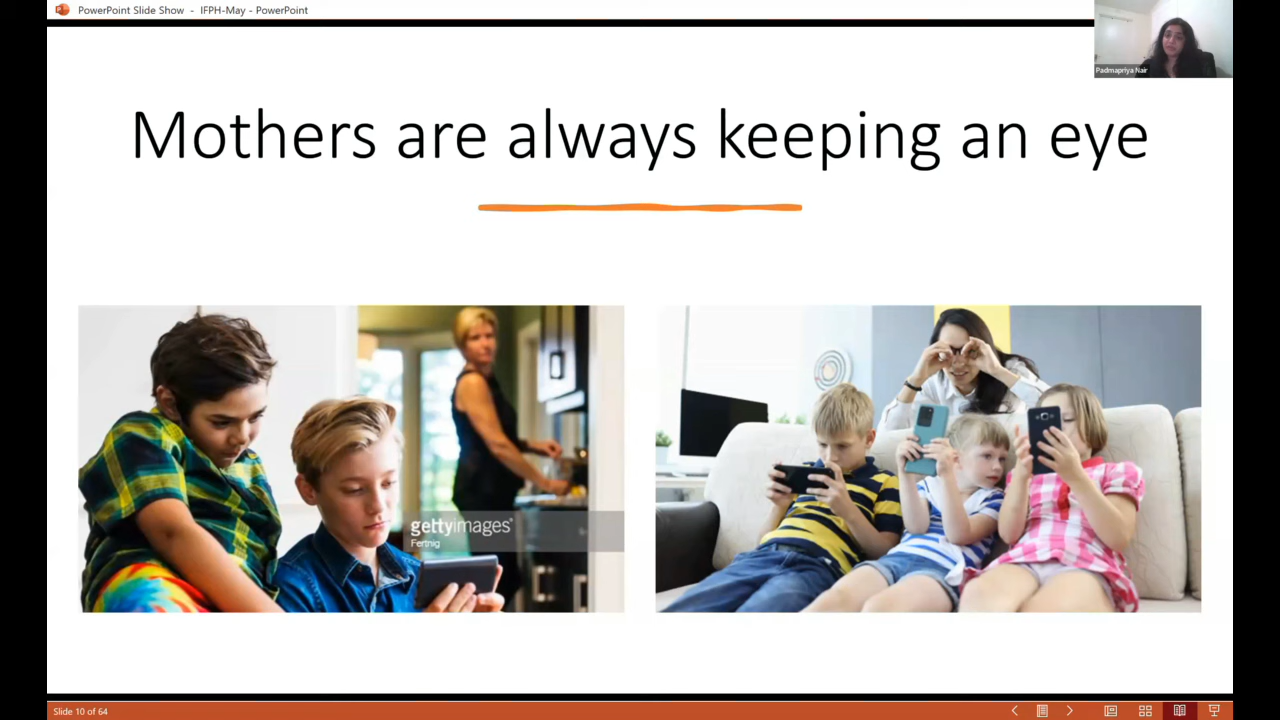 PowerPoint Slide Show - IFPH-May - PowerPoint
Padmapriya Nair
Mothers are always keeping an eye
gettyimages®
Fertnig
Slide 10 of 64